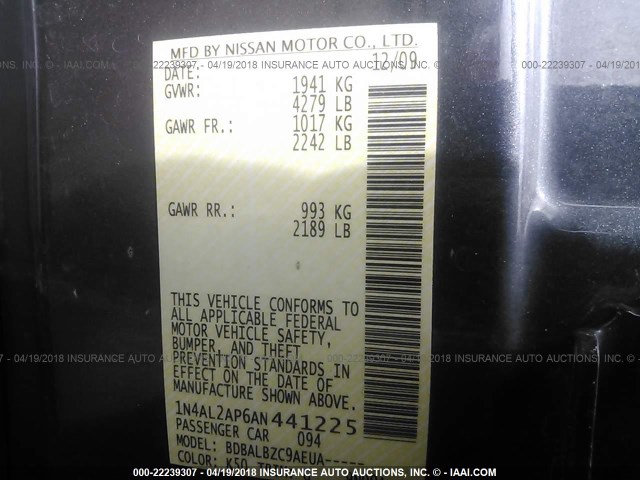 MFD BY NISSAN MOTOR CO., LTD.
DATE: 12/09
GVWR: 1941 KG
4279 LB
GAWR FR.: 1017 KG
2242 LB
GAWR RR.: 993 KG
2189 LB
THIS VEHICLE CONFORMS TO
ALL APPLICABLE FEDERAL
MOTOR VEHICLE SAFETY,
BUMPER, AND THEFT
PREVENTION STANDARDS IN
EFFECT ON THE DATE OF
MANUFACTURE SHOWN ABOVE.
1N4AL2AP6AN441225
PASSENGER CAR 094
MODEL: BDBALBZC9AEUA-----
COLOR: K50
000-22239307 - 04/19/2018 INSURANCE AUTO AUCTIONS, INC. - © IAAI.COM